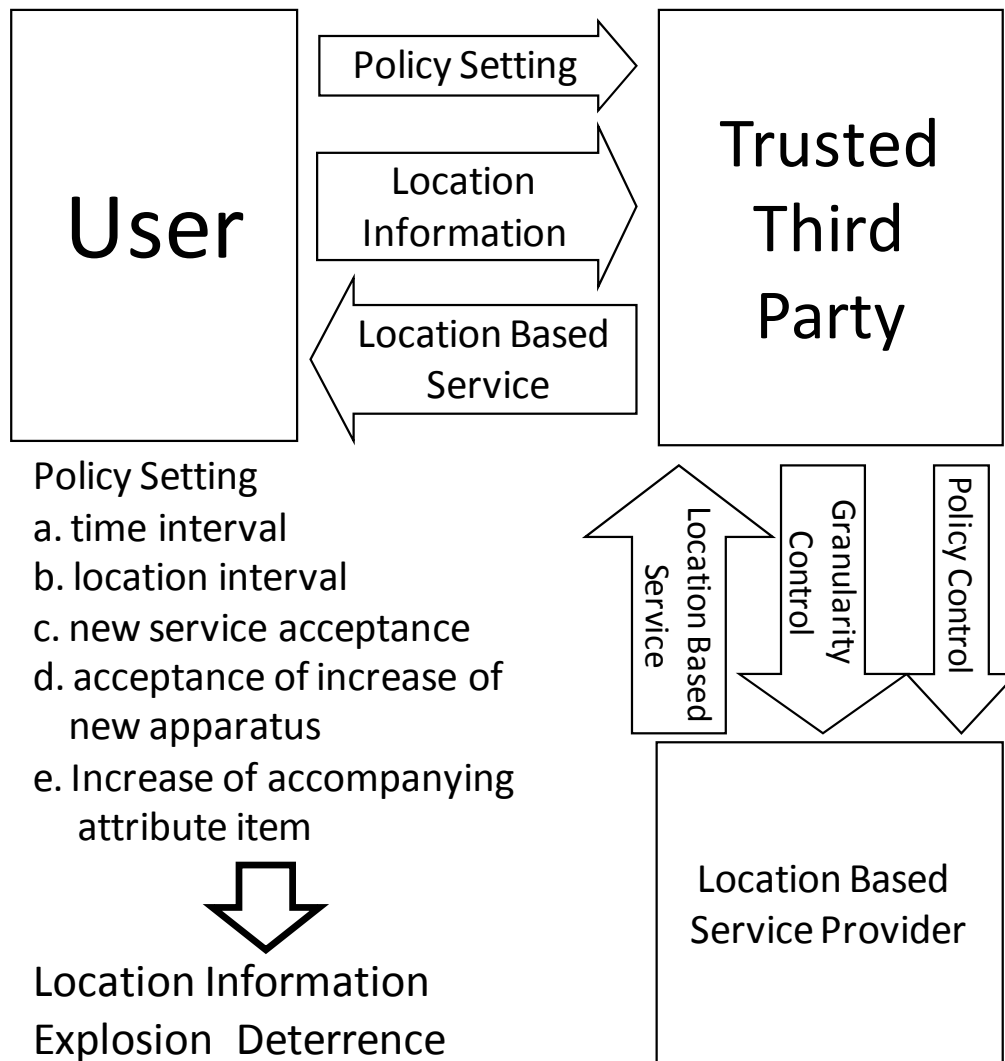 User
Policy Setting
Location
Information
Location Based
Service
Trusted
Third
Party
Policy Setting
a. time interval
b. location interval
c. new service acceptance
d. acceptance of increase of
new apparatus
e. Increase of accompanying
attribute item
Location Information
Explosion Deterrence
Location Based
Service
Granularity
Control
Policy Control
Location Based
Service Provider